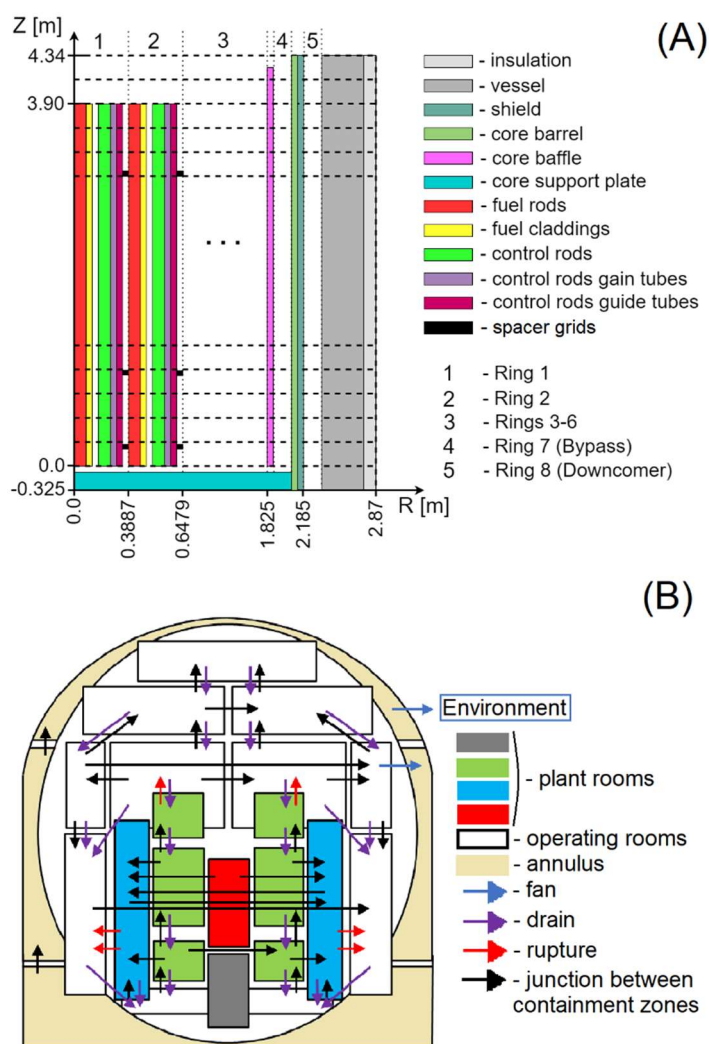 (A)
Z [m]
1 2 3 4 5
4.34
3.90
0.0
-0.325
0.0
0.3887
0.6479
1.825
2.185
2.87
R [m]
- insulation
- vessel
- shield
- core barrel
- core baffle
- core support plate
- fuel rods
- fuel claddings
- control rods
- control rods gain tubes
- control rods guide tubes
- spacer grids
1 - Ring 1
2 - Ring 2
3 - Rings 3-6
4 - Ring 7 (Bypass)
5 - Ring 8 (Downcomer)
(B)
Environment
- plant rooms
- operating rooms
- annulus
- fan
- drain
- rupture
- junction between
containment zones